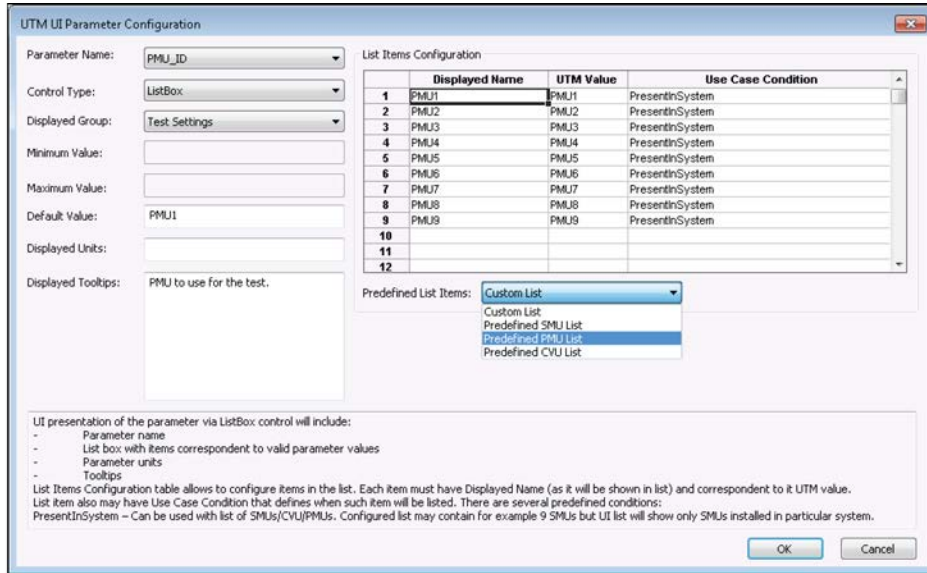 UTM UI Parameter Configuration
Parameter Name:
PMU_ID
Control Type:
ListBox
Displayed Group:
Test Settings
Minimum Value:
Maximum Value:
Default Value:
PMU1
Displayed Units:
Displayed Tooltips:
PMU to use for the test.
List Items Configuration
Displayed Name UTM Value Use Case Condition
1 PMU1 PMU1 PresentInSystem
2 PMU2 PMU2 PresentInSystem
3 PMU3 PMU3 PresentInSystem
4 PMU4 PMU4 PresentInSystem
5 PMU5 PMU5 PresentInSystem
6 PMU6 PMU6 PresentInSystem
7 PMU7 PMU7 PresentInSystem
8 PMU8 PMU8 PresentInSystem
9 PMU9 PMU9 PresentInSystem
10
11
12
Predefined List Items: Custom List
Custom List
Predefined SMU List
Predefined PMU List
Predefined CVU List
UI presentation of the parameter via ListBox control will include:
- Parameter name
- List box with items correspondent to valid parameter values
- Parameter units
- Tooltips
List Items Configuration table allows to configure items in the list. Each item must have Displayed Name (as it will be shown in list) and correspondent to it UTM value.
List item also may have Use Case Condition that defines when such item will be listed. There are several predefined conditions:
PresentInSystem – Can be used with list of SMUs/CVU/PMUs. Configured list may contain for example 9 SMUs but UI list will show only SMUs installed in particular system.
OK Cancel